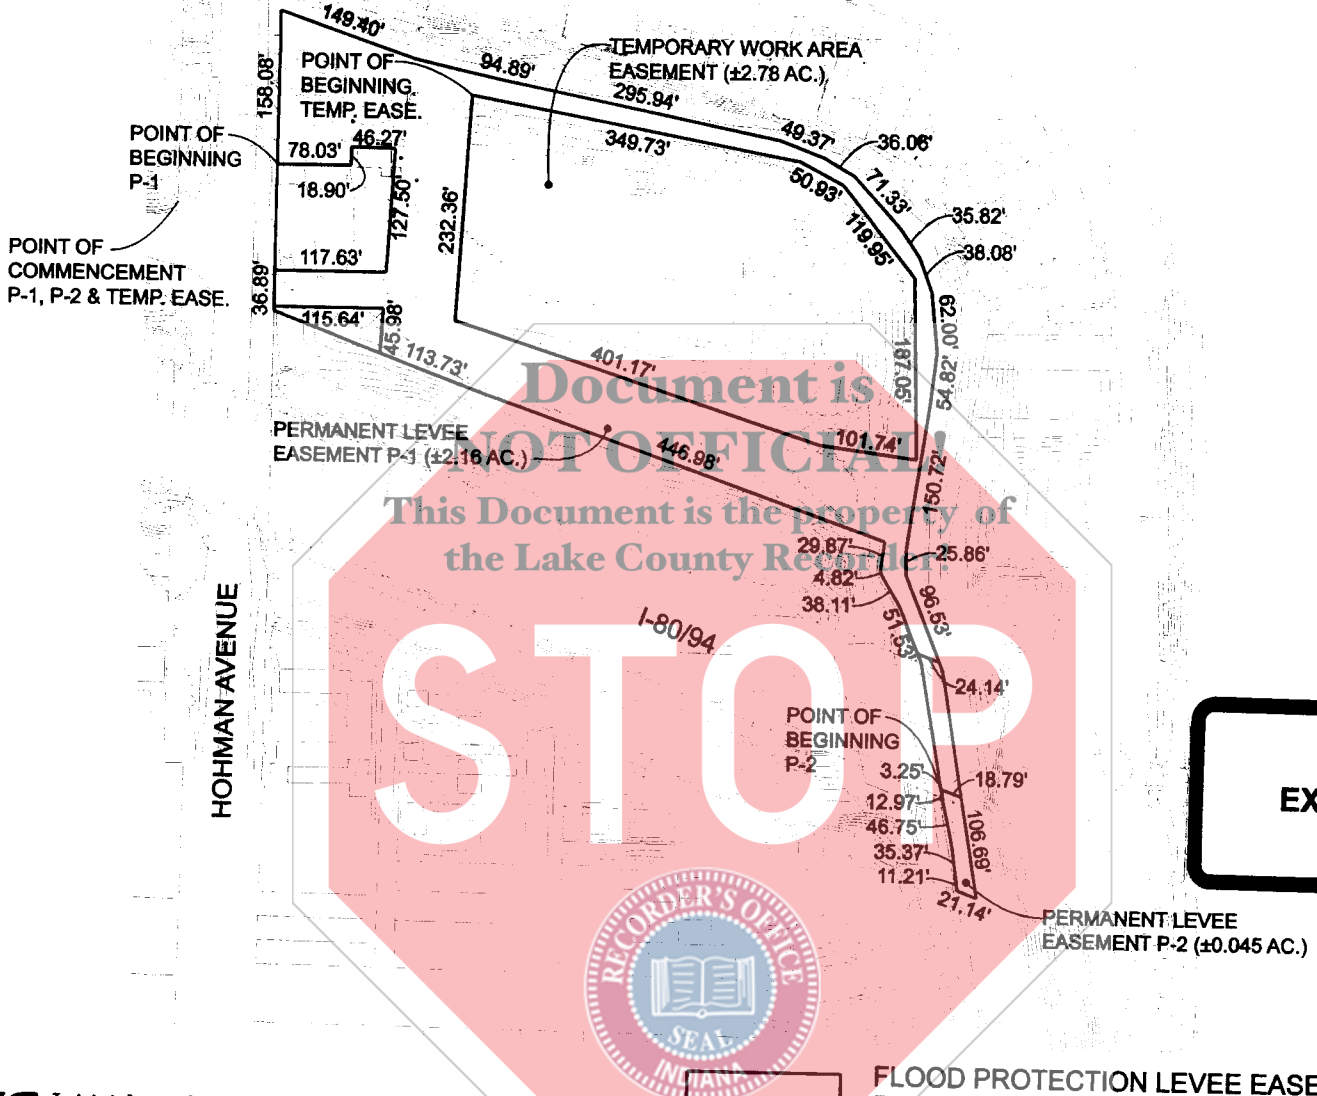 149.40'
94.89'
TEMPORARY WORK AREA
EASEMENT (±2.78 AC.)
295.94'
POINT OF
BEGINNING
TEMP. EASE.
158.08'
349.73'
49.37'
36.06'
POINT OF
BEGINNING
P-1
78.03'
46.27'
18.90'
127.50'
232.36'
50.93'
71.33'
119.95'
35.82'
38.08'
POINT OF
COMMENCEMENT
P-1, P-2 & TEMP. EASE.
117.63'
36.89'
115.64'
45.98'
113.73'
62.00'
54.82'
187.05'
401.17'
Document is
NOT OFFICIAL!
This Document is the property of
the Lake County Recorder!
PERMANENT LEVEE
EASEMENT P-1 (±2.16 AC.)
446.98'
101.74'
150.72'
29.87'
4.82'
38.11'
25.86'
96.53'
51.53'
I-80/94
STOP
HOHMAN AVENUE
24.14'
POINT OF
BEGINNING
P-2
3.25'
12.97'
46.75'
35.37'
11.21'
18.79'
106.69'
21.14'
PERMANENT LEVEE
EASEMENT P-2 (±0.045 AC.)
EX
RECORDER'S OFFICE
SEAL
INDIANA
FLOOD PROTECTION LEVEE EASE